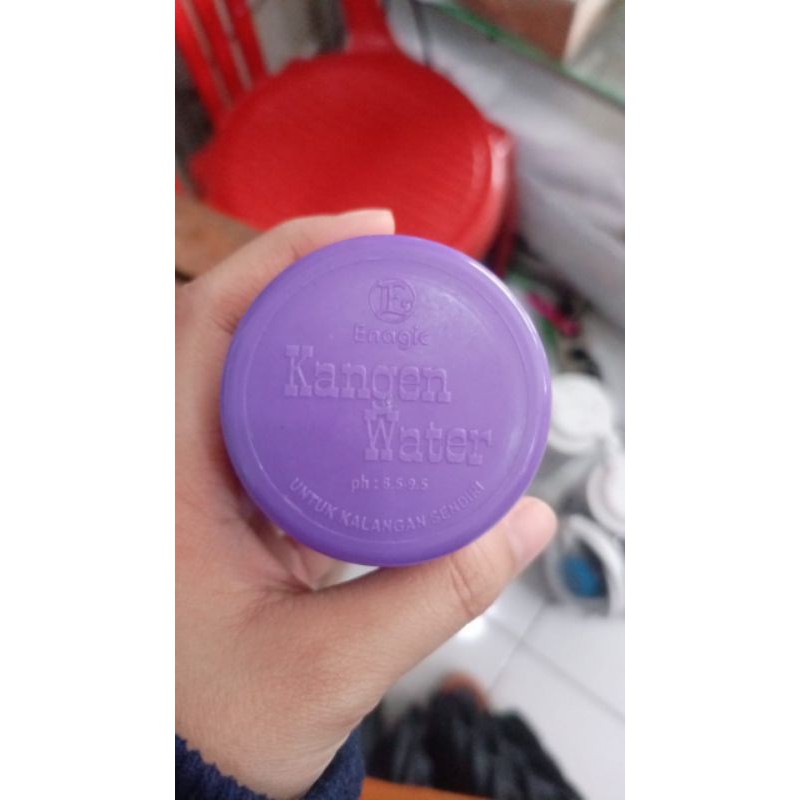 E
Enagic
Kangen
Water
ph : 8.5-9.5
UNTUK KALANGAN SENDIRI